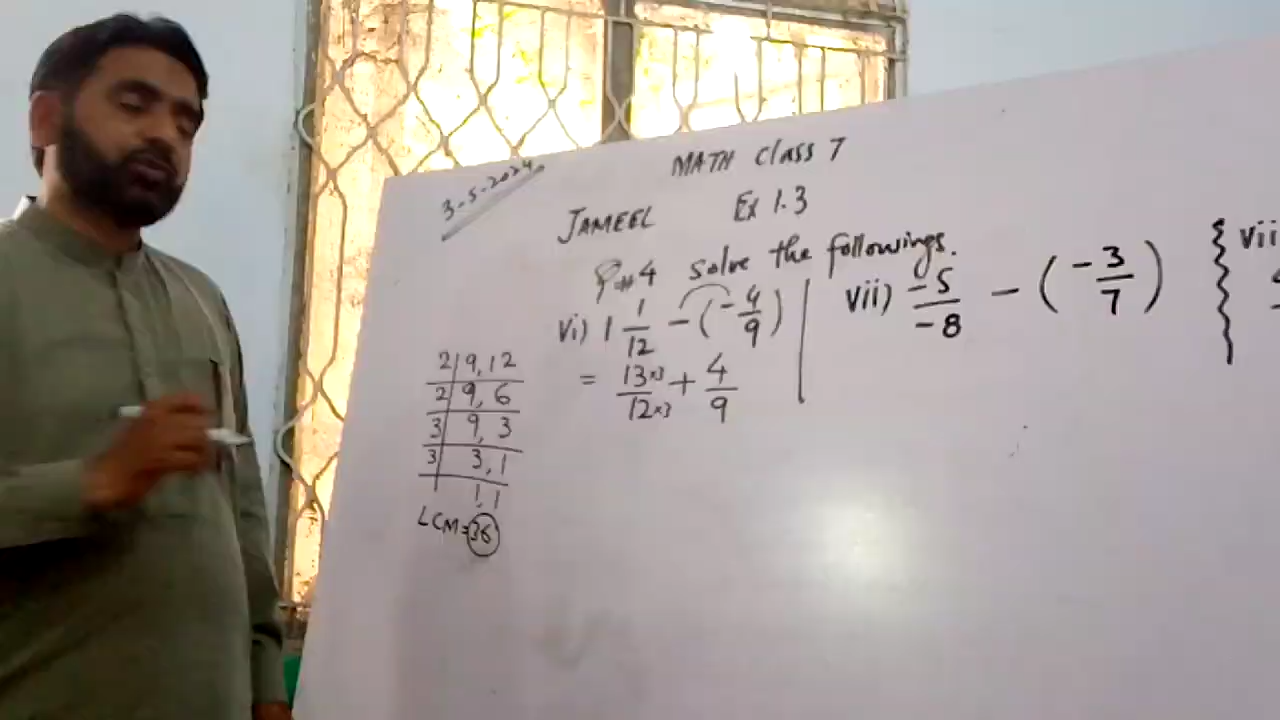 3-5-2024
MATH Class 7
JAMEEL Ex 1.3
Q#4 solve the followings.
vi) 1 1/12 - (-4/9)
= 13×3/12×3 + 4/9
vii) -5/-8 - (-3/7)
vii
2|9,12
2|9,6
3|9,3
3|3,1
|1,1
LCM=36